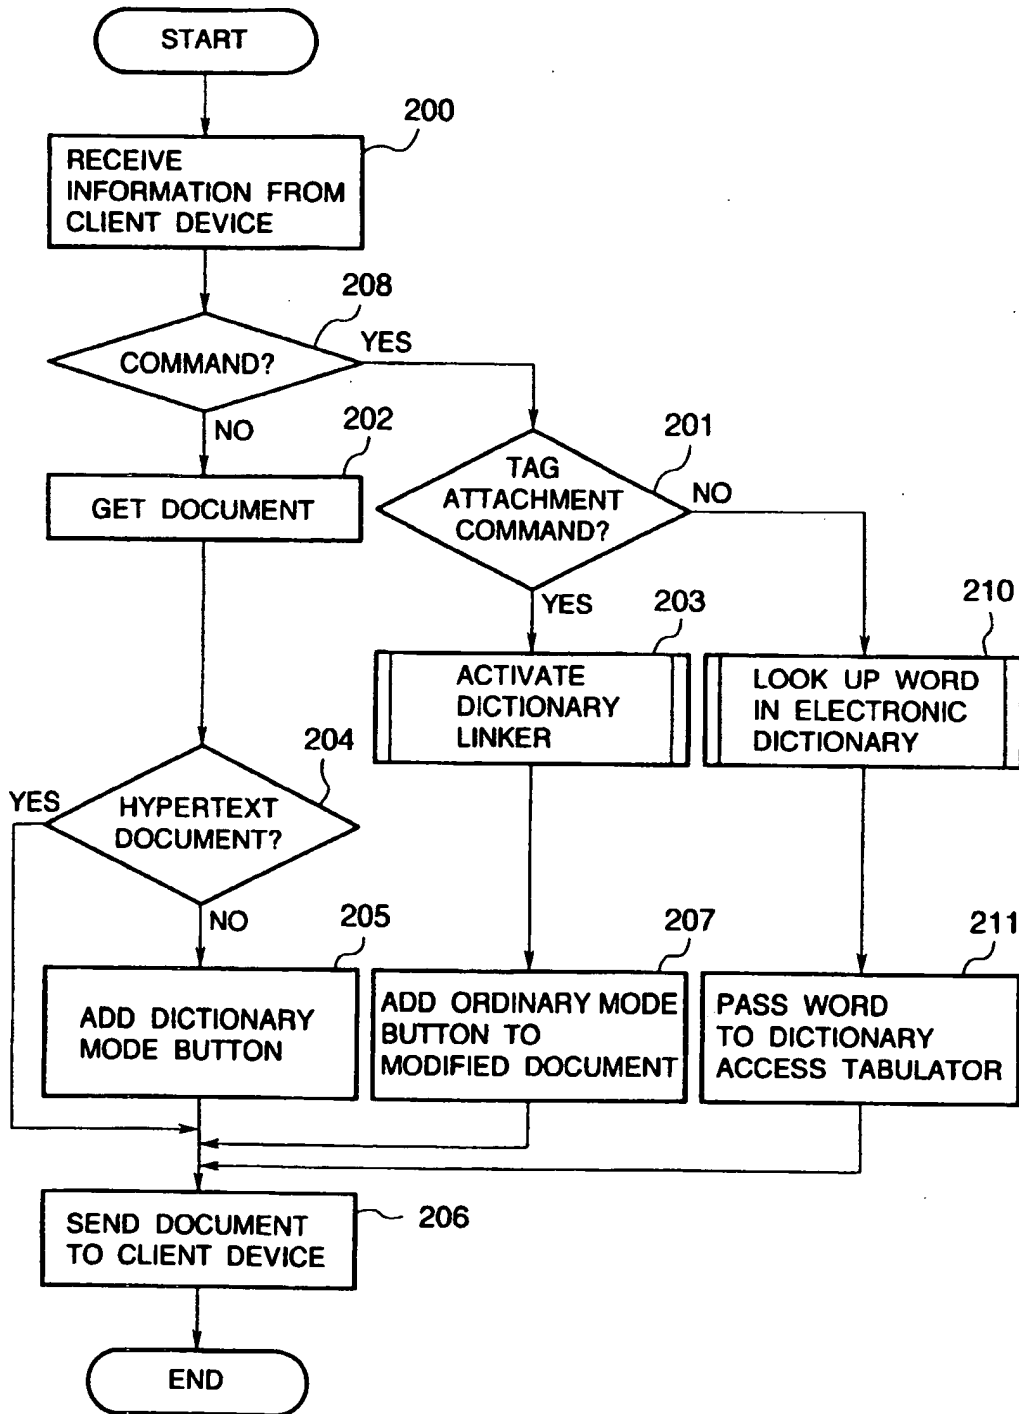 START
200
RECEIVE
INFORMATION FROM
CLIENT DEVICE
208
COMMAND?
YES
NO
202
GET DOCUMENT
201
TAG
ATTACHMENT
COMMAND?
NO
YES
203
ACTIVATE
DICTIONARY
LINKER
210
LOOK UP WORD
IN ELECTRONIC
DICTIONARY
204
HYPERTEXT
DOCUMENT?
YES
NO
205
ADD DICTIONARY
MODE BUTTON
207
ADD ORDINARY MODE
BUTTON TO
MODIFIED DOCUMENT
211
PASS WORD
TO DICTIONARY
ACCESS TABULATOR
SEND DOCUMENT
TO CLIENT DEVICE
206
END